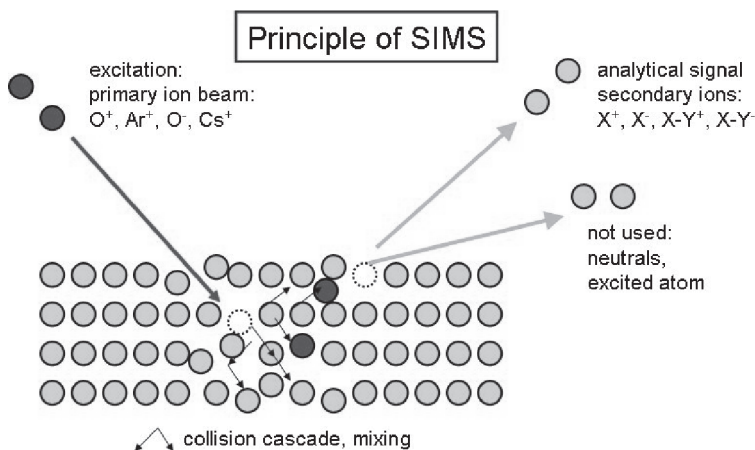 Principle of SIMS
excitation:
primary ion beam:
O⁺, Ar⁺, O⁻, Cs⁺
analytical signal
secondary ions:
X⁺, X⁻, X-Y⁺, X-Y⁻
not used:
neutrals,
excited atom
collision cascade, mixing